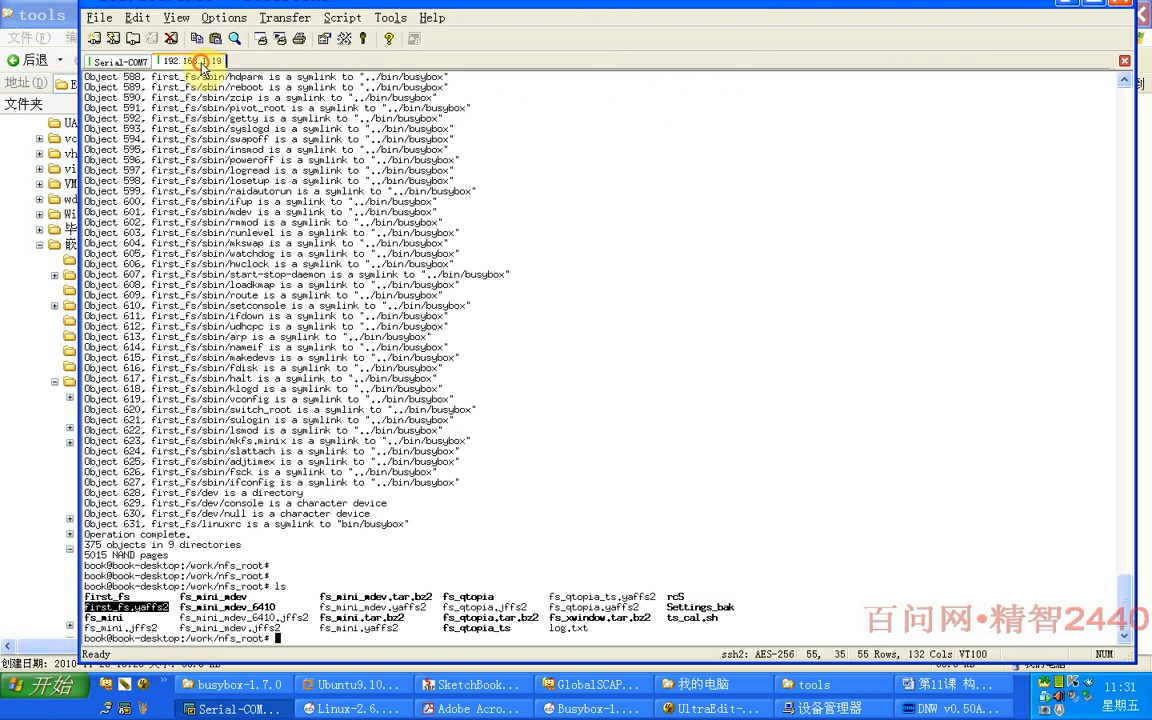 tools
File Edit View Options Transfer Script Tools Help
文件(F)
后退
地址(D)
文件夹
Serial-COM7 192.168.1.19
Object 588, first_fs/sbin/hdparm is a symlink to "../bin/busybox"
Object 589, first_fs/sbin/reboot is a symlink to "../bin/busybox"
Object 590, first_fs/sbin/zcip is a symlink to "../bin/busybox"
Object 591, first_fs/sbin/pivot_root is a symlink to "../bin/busybox"
Object 592, first_fs/sbin/getty is a symlink to "../bin/busybox"
Object 593, first_fs/sbin/syslogd is a symlink to "../bin/busybox"
Object 594, first_fs/sbin/swapoff is a symlink to "../bin/busybox"
Object 595, first_fs/sbin/insmod is a symlink to "../bin/busybox"
Object 596, first_fs/sbin/poweroff is a symlink to "../bin/busybox"
Object 597, first_fs/sbin/logread is a symlink to "../bin/busybox"
Object 598, first_fs/sbin/losetup is a symlink to "../bin/busybox"
Object 599, first_fs/sbin/raidautorun is a symlink to "../bin/busybox"
Object 600, first_fs/sbin/ifup is a symlink to "../bin/busybox"
Object 601, first_fs/sbin/mdev is a symlink to "../bin/busybox"
Object 602, first_fs/sbin/rmmod is a symlink to "../bin/busybox"
Object 603, first_fs/sbin/runlevel is a symlink to "../bin/busybox"
Object 604, first_fs/sbin/mkswap is a symlink to "../bin/busybox"
Object 605, first_fs/sbin/watchdog is a symlink to "../bin/busybox"
Object 606, first_fs/sbin/hwclock is a symlink to "../bin/busybox"
Object 607, first_fs/sbin/start-stop-daemon is a symlink to "../bin/busybox"
Object 608, first_fs/sbin/loadkmap is a symlink to "../bin/busybox"
Object 609, first_fs/sbin/route is a symlink to "../bin/busybox"
Object 610, first_fs/sbin/setconsole is a symlink to "../bin/busybox"
Object 611, first_fs/sbin/ifdown is a symlink to "../bin/busybox"
Object 612, first_fs/sbin/udhcpc is a symlink to "../bin/busybox"
Object 613, first_fs/sbin/arp is a symlink to "../bin/busybox"
Object 614, first_fs/sbin/nameif is a symlink to "../bin/busybox"
Object 615, first_fs/sbin/makedevs is a symlink to "../bin/busybox"
Object 616, first_fs/sbin/fdisk is a symlink to "../bin/busybox"
Object 617, first_fs/sbin/halt is a symlink to "../bin/busybox"
Object 618, first_fs/sbin/klogd is a symlink to "../bin/busybox"
Object 619, first_fs/sbin/vconfig is a symlink to "../bin/busybox"
Object 620, first_fs/sbin/switch_root is a symlink to "../bin/busybox"
Object 621, first_fs/sbin/sulogin is a symlink to "../bin/busybox"
Object 622, first_fs/sbin/lsmod is a symlink to "../bin/busybox"
Object 623, first_fs/sbin/mkfs.minix is a symlink to "../bin/busybox"
Object 624, first_fs/sbin/slattach is a symlink to "../bin/busybox"
Object 625, first_fs/sbin/adjtimex is a symlink to "../bin/busybox"
Object 626, first_fs/sbin/fsck is a symlink to "../bin/busybox"
Object 627, first_fs/sbin/ifconfig is a symlink to "../bin/busybox"
Object 628, first_fs/dev is a directory
Object 629, first_fs/dev/console is a character device
Object 630, first_fs/dev/null is a character device
Object 631, first_fs/linuxrc is a symlink to "bin/busybox"
Operation complete.
375 objects in 9 directories
5015 NAND pages
book@book-desktop:/work/nfs_root$
book@book-desktop:/work/nfs_root$
book@book-desktop:/work/nfs_root$ ls
first_fs fs_mini_mdev fs_mini_mdev.tar.bz2 fs_qtopia fs_qtopia_ts.yaffs2 rcS
first_fs.yaffs2 fs_mini_mdev_6410 fs_mini_mdev.yaffs2 fs_qtopia.jffs2 fs_qtopia.yaffs2 Settings_bak
fs_mini fs_mini_mdev_6410.jffs2 fs_mini.tar.bz2 fs_qtopia.tar.bz2 fs_xwindow.tar.bz2 ts_cal.sh
fs_mini.jffs2 fs_mini_mdev.jffs2 fs_mini.yaffs2 fs_qtopia_ts log.txt
book@book-desktop:/work/nfs_root$
UA
vc
vh
vi
VM
wd
Wi
毕
嵌
百问网•精智2440
Ready ssh2: AES-256 55, 35 55 Rows, 132 Cols VT100 NUM
开始 busybox-1.7.0 Ubuntu9.10... SketchBook... GlobalSCAP... 我的电脑 tools 第11课 构... 11:31
Serial-COM... Linux-2.6... Adobe Acro... Busybox-1... UltraEdit-... 设备管理器 DNW v0.50A... 星期五